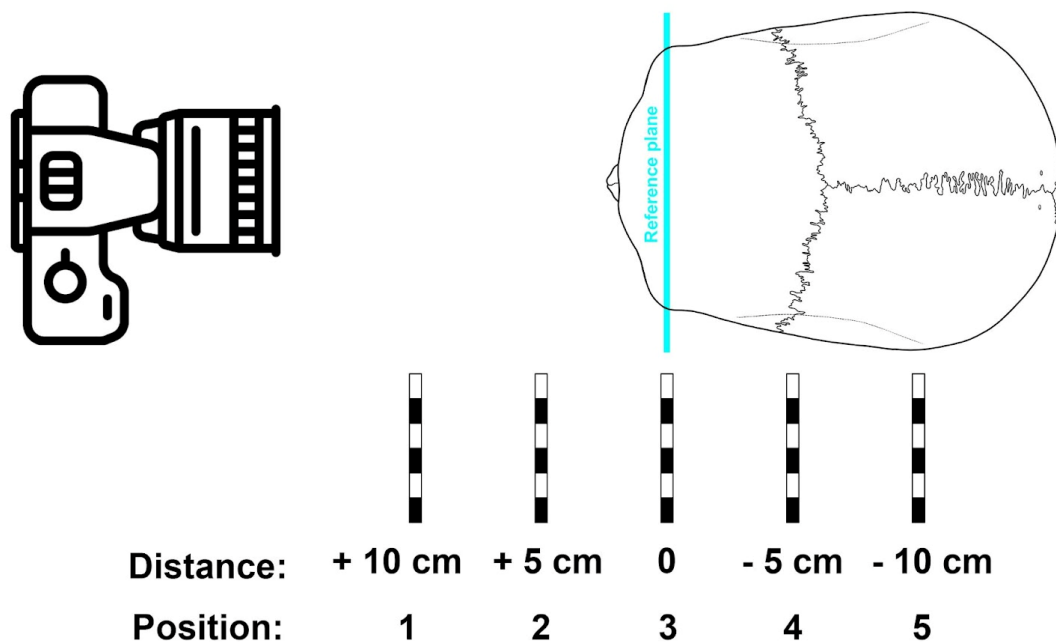 Reference plane
Distance: + 10 cm + 5 cm 0 - 5 cm - 10 cm
Position: 1 2 3 4 5